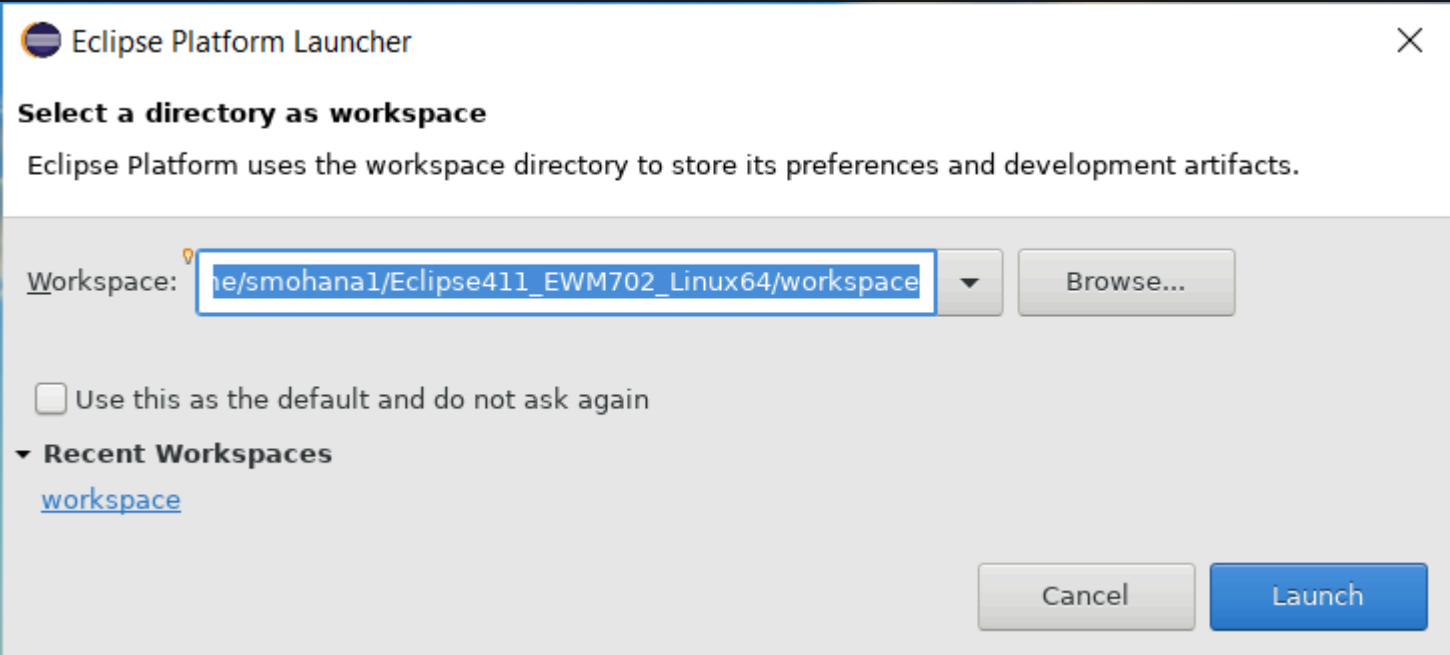 Eclipse Platform Launcher
Select a directory as workspace
Eclipse Platform uses the workspace directory to store its preferences and development artifacts.
Workspace: ne/smohana1/Eclipse411_EWM702_Linux64/workspace Browse...
Use this as the default and do not ask again
Recent Workspaces
workspace
Cancel Launch